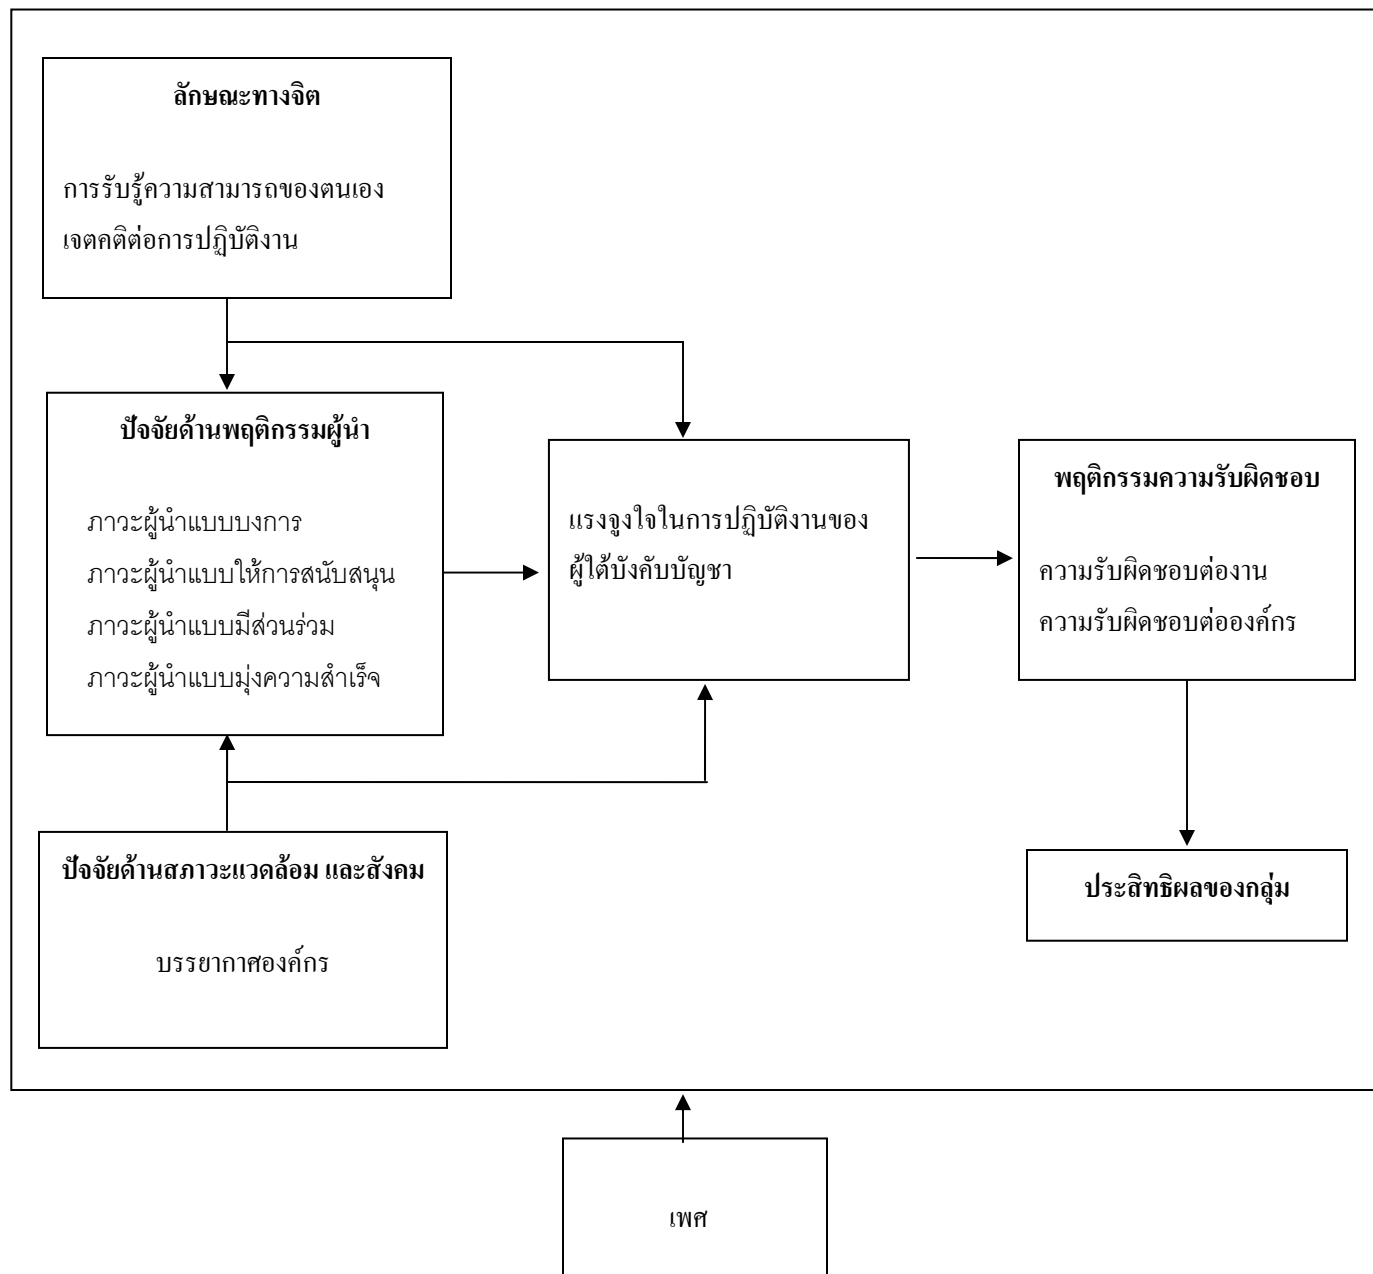 ลักษณะทางจิต
การรับรู้ความสามารถของตนเอง
เจตคติต่อการปฏิบัติงาน
ปัจจัยด้านพฤติกรรมผู้นำ
ภาวะผู้นำแบบบงการ
ภาวะผู้นำแบบให้การสนับสนุน
ภาวะผู้นำแบบมีส่วนร่วม
ภาวะผู้นำแบบมุ่งความสำเร็จ
แรงจูงใจในการปฏิบัติงานของ
ผู้ใต้บังคับบัญชา
พฤติกรรมความรับผิดชอบ
ความรับผิดชอบต่องาน
ความรับผิดชอบต่อองค์กร
ปัจจัยด้านสภาวะแวดล้อม และสังคม
บรรยากาศองค์กร
ประสิทธิผลของกลุ่ม
เพศ